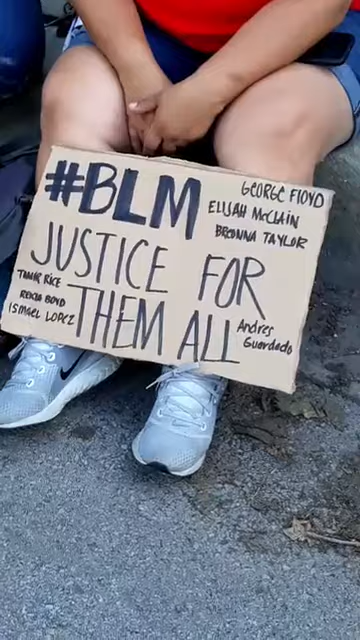 #BLM
GEORGE FLOYD
ELIJAH McCLAIN
BREONNA TAYLOR
JUSTICE FOR
TAMIR RICE
REKIA BOYD
ISMAEL LOPEZ
THEM ALL
Andres
Guardado